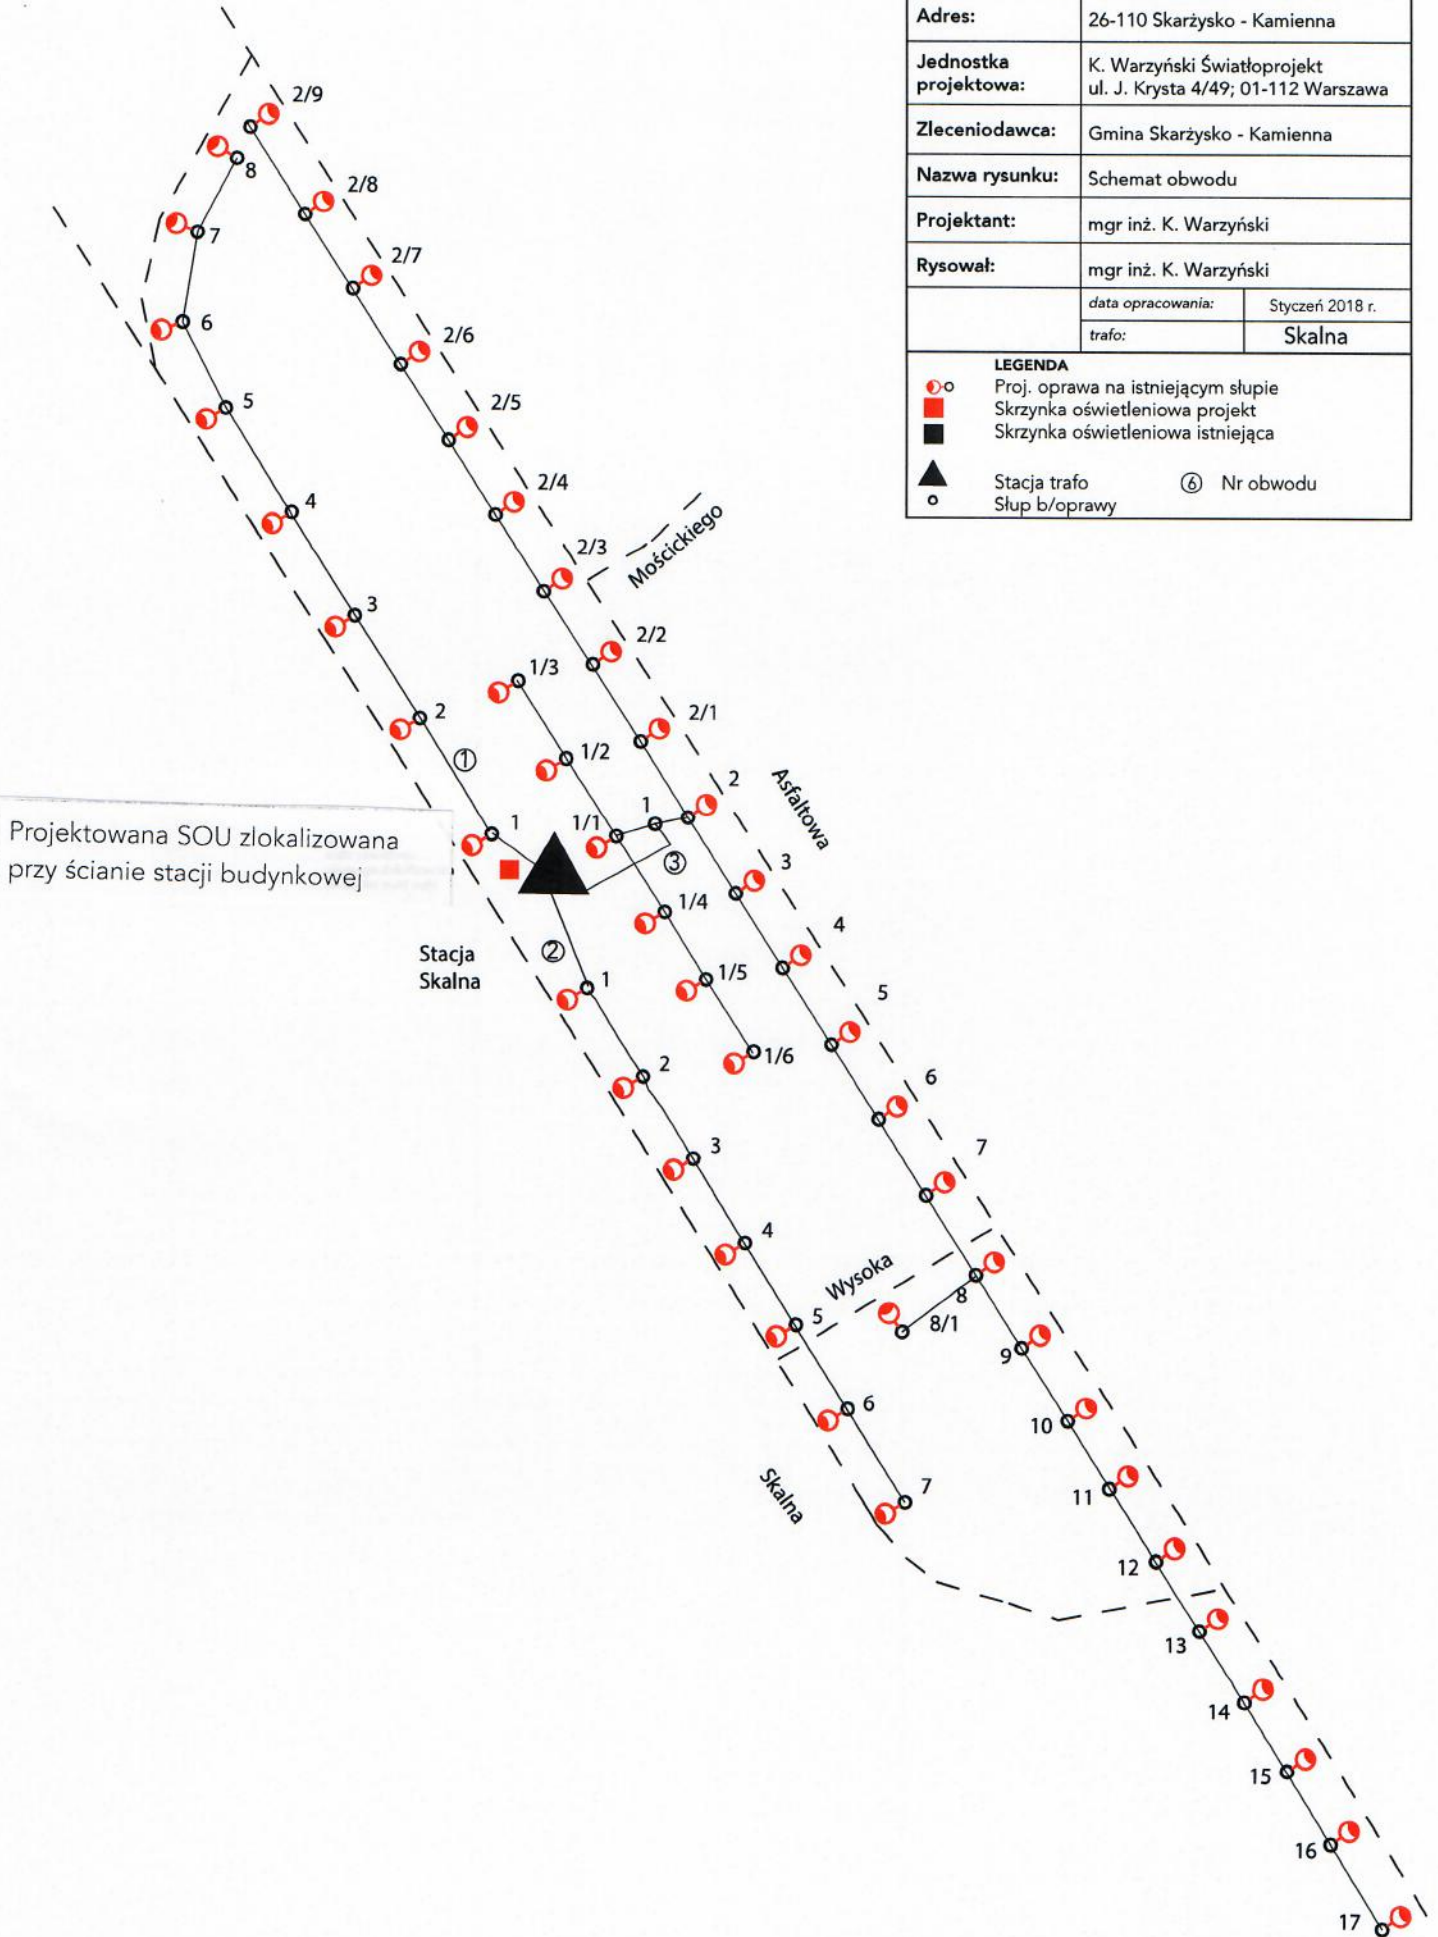 Adres: 26-110 Skarżysko - Kamienna
Jednostka
projektowa:
K. Warzyński Światłoprojekt
ul. J. Krysta 4/49; 01-112 Warszawa
Zleceniodawca: Gmina Skarżysko - Kamienna
Nazwa rysunku: Schemat obwodu
Projektant: mgr inż. K. Warzyński
Rysował: mgr inż. K. Warzyński
data opracowania: Styczeń 2018 r.
trafo: Skalna
LEGENDA
Proj. oprawa na istniejącym słupie
Skrzynka oświetleniowa projekt
Skrzynka oświetleniowa istniejąca
Stacja trafo
6 Nr obwodu
Słup b/oprawy
2/9
8
2/8
7
2/7
6
2/6
5
2/5
4
2/4
Mościckiego
2/3
3
2/2
1/3
2
2/1
1/2
1
Asfaltowa
2
1
1/1
1
Projektowana SOU zlokalizowana
przy ścianie stacji budynkowej
3
3
1/4
4
Stacja
Skalna
2
1
1/5
5
2
1/6
6
3
7
4
Wysoka
5
8
8/1
9
6
10
Skalna
7
11
12
13
14
15
16
17